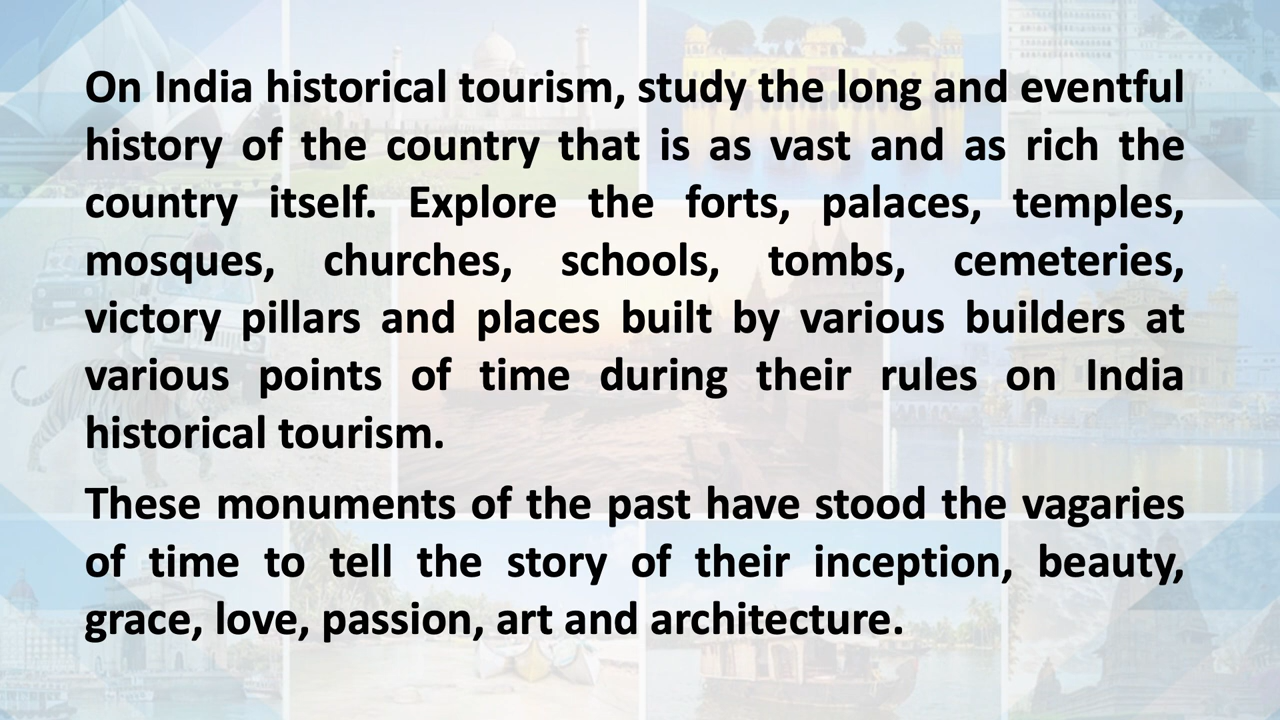 On India historical tourism, study the long and eventful
history of the country that is as vast and as rich the
country itself. Explore the forts, palaces, temples,
mosques, churches, schools, tombs, cemeteries,
victory pillars and places built by various builders at
various points of time during their rules on India
historical tourism.
These monuments of the past have stood the vagaries
of time to tell the story of their inception, beauty,
grace, love, passion, art and architecture.